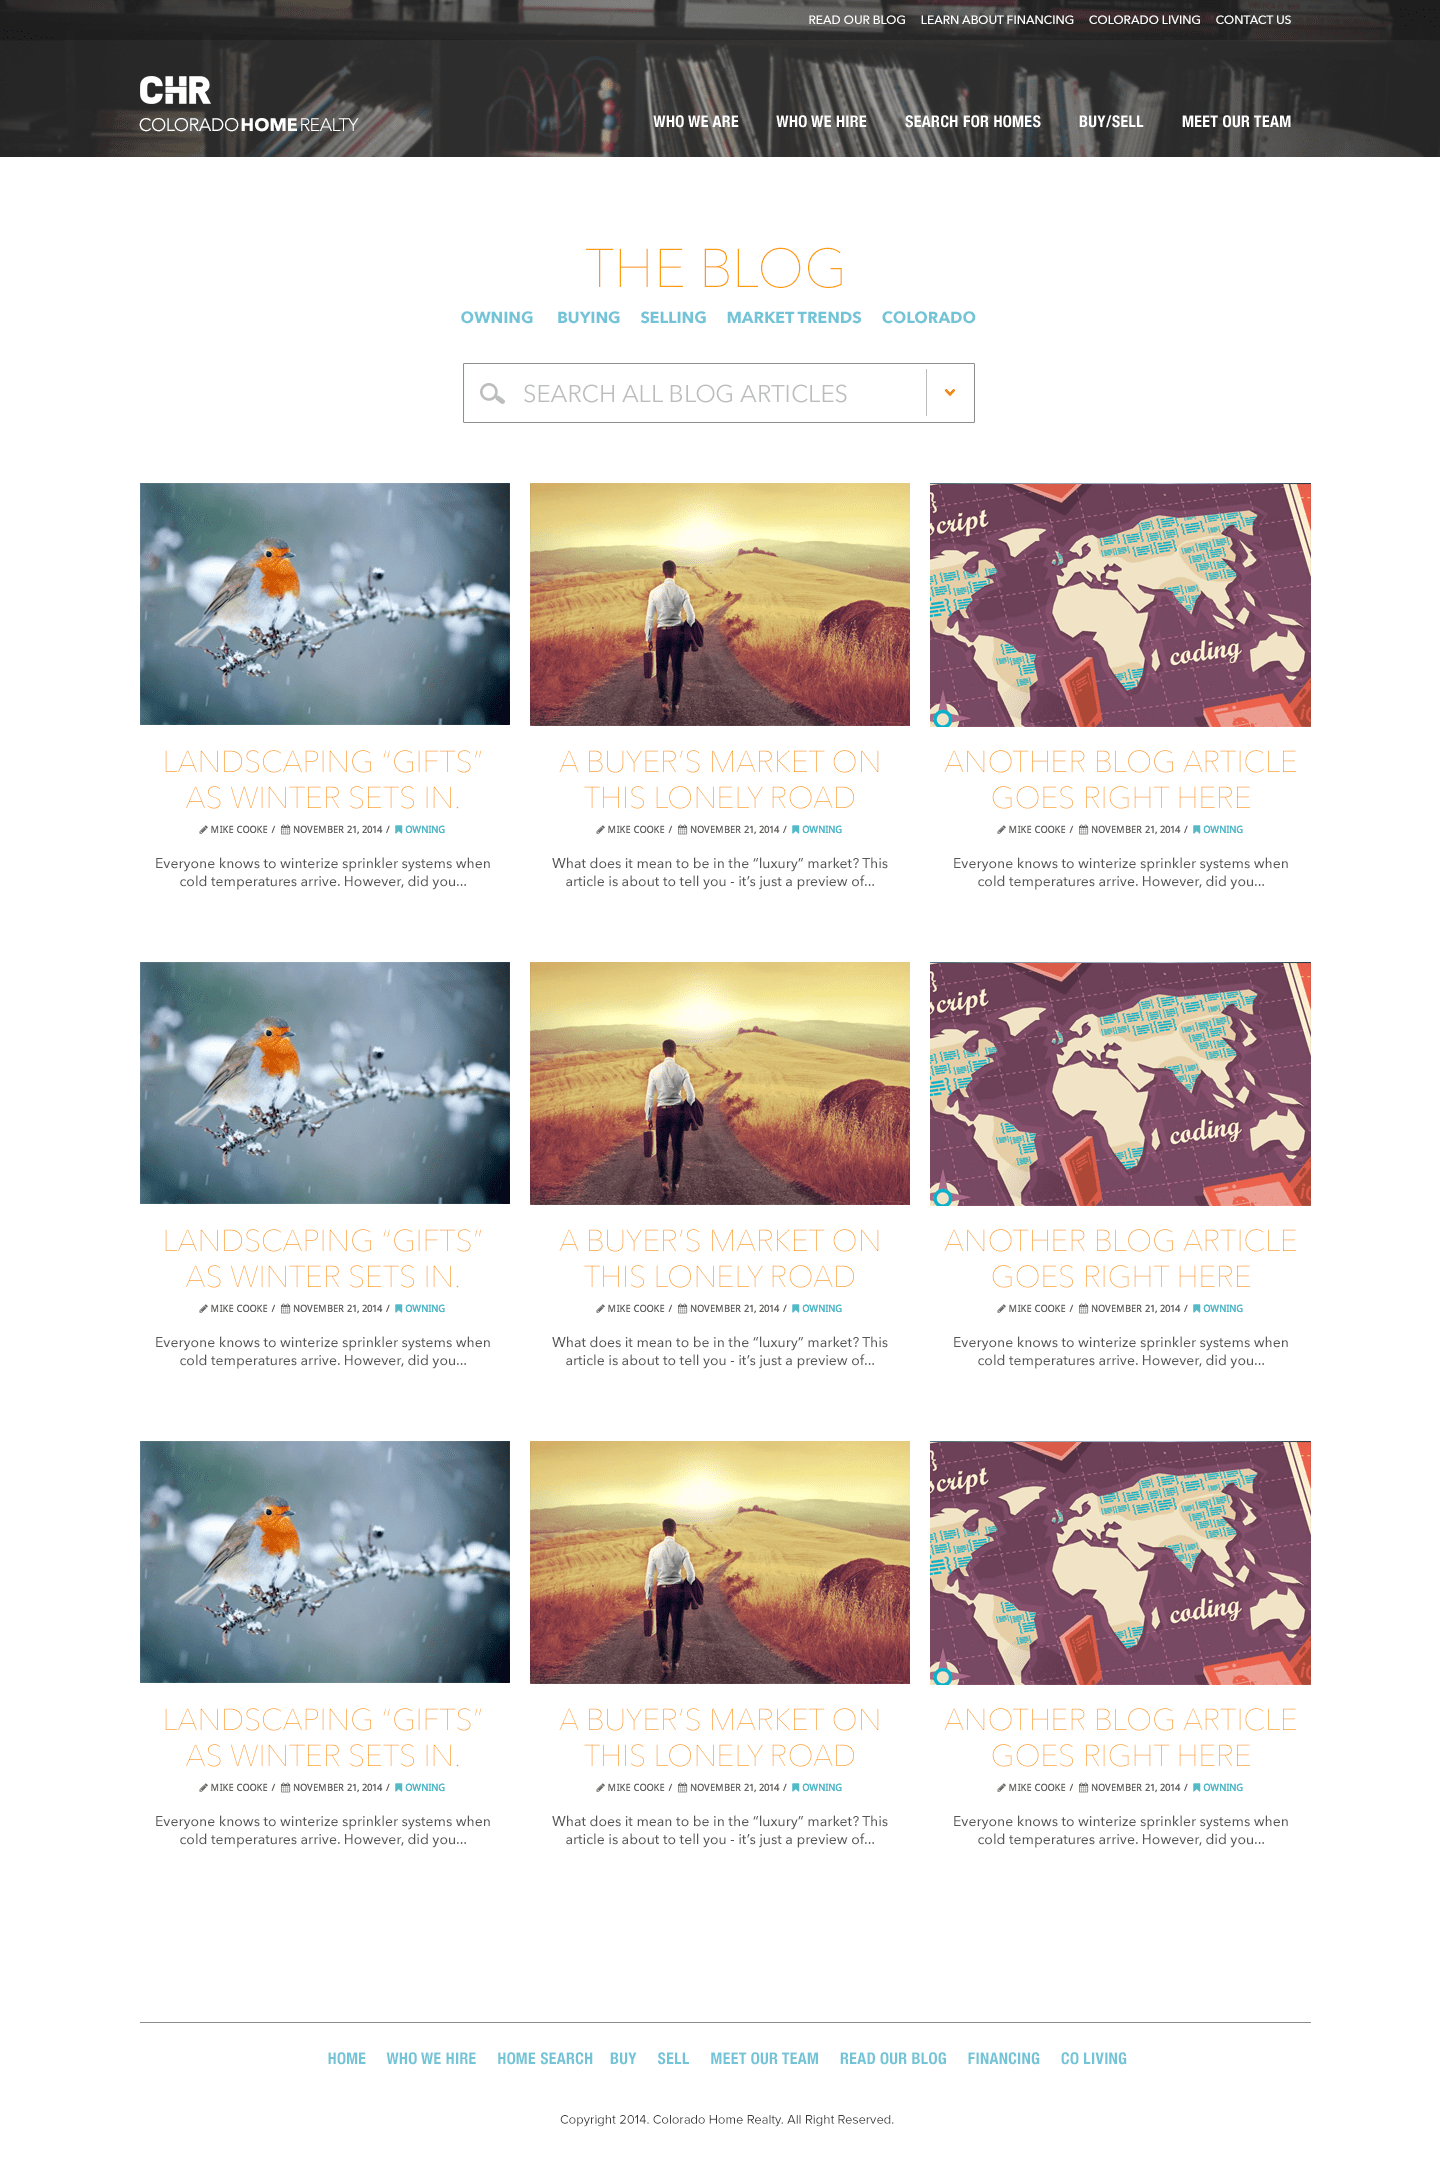 READ OUR BLOG LEARN ABOUT FINANCING COLORADO LIVING CONTACT US
CHR
COLORADOHOMEREALTY
WHO WE ARE WHO WE HIRE SEARCH FOR HOMES BUY/SELL MEET OUR TEAM
THE BLOG
OWNING BUYING SELLING MARKET TRENDS COLORADO
SEARCH ALL BLOG ARTICLES
script
coding
LANDSCAPING “GIFTS”
AS WINTER SETS IN.
MIKE COOKE / NOVEMBER 21, 2014 / OWNING
Everyone knows to winterize sprinkler systems when
cold temperatures arrive. However, did you...
A BUYER’S MARKET ON
THIS LONELY ROAD
MIKE COOKE / NOVEMBER 21, 2014 / OWNING
What does it mean to be in the “luxury” market? This
article is about to tell you - it’s just a preview of...
ANOTHER BLOG ARTICLE
GOES RIGHT HERE
MIKE COOKE / NOVEMBER 21, 2014 / OWNING
Everyone knows to winterize sprinkler systems when
cold temperatures arrive. However, did you...
script
coding
LANDSCAPING “GIFTS”
AS WINTER SETS IN.
MIKE COOKE / NOVEMBER 21, 2014 / OWNING
Everyone knows to winterize sprinkler systems when
cold temperatures arrive. However, did you...
A BUYER’S MARKET ON
THIS LONELY ROAD
MIKE COOKE / NOVEMBER 21, 2014 / OWNING
What does it mean to be in the “luxury” market? This
article is about to tell you - it’s just a preview of...
ANOTHER BLOG ARTICLE
GOES RIGHT HERE
MIKE COOKE / NOVEMBER 21, 2014 / OWNING
Everyone knows to winterize sprinkler systems when
cold temperatures arrive. However, did you...
script
coding
LANDSCAPING “GIFTS”
AS WINTER SETS IN.
MIKE COOKE / NOVEMBER 21, 2014 / OWNING
Everyone knows to winterize sprinkler systems when
cold temperatures arrive. However, did you...
A BUYER’S MARKET ON
THIS LONELY ROAD
MIKE COOKE / NOVEMBER 21, 2014 / OWNING
What does it mean to be in the “luxury” market? This
article is about to tell you - it’s just a preview of...
ANOTHER BLOG ARTICLE
GOES RIGHT HERE
MIKE COOKE / NOVEMBER 21, 2014 / OWNING
Everyone knows to winterize sprinkler systems when
cold temperatures arrive. However, did you...
HOME WHO WE HIRE HOME SEARCH BUY SELL MEET OUR TEAM READ OUR BLOG FINANCING CO LIVING
Copyright 2014. Colorado Home Realty. All Right Reserved.